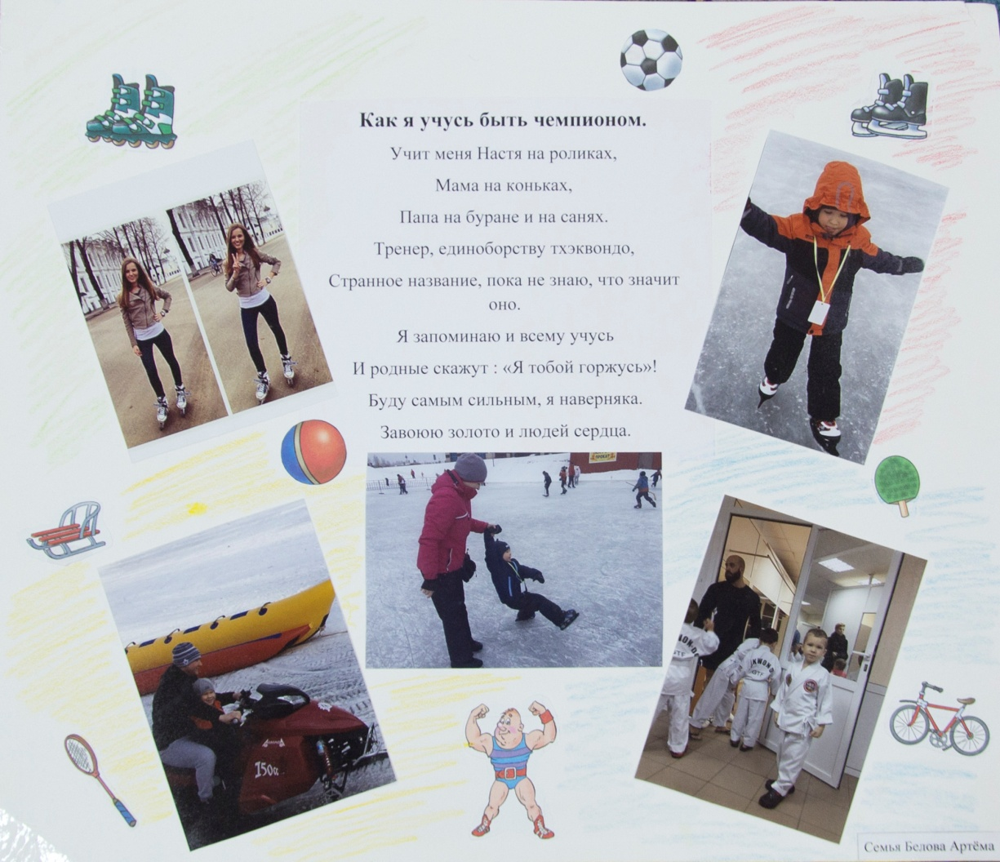 Как я учусь быть чемпионом.
Учит меня Настя на роликах,
Мама на коньках,
Папа на буране и на санях.
Тренер, единоборству тхэквондо,
Странное название, пока не знаю, что значит
оно.
Я запоминаю и всему учусь
И родные скажут : «Я тобой горжусь»!
Буду самым сильным, я наверняка.
Завоюю золото и людей сердца.
150α
Семья Белова Артёма